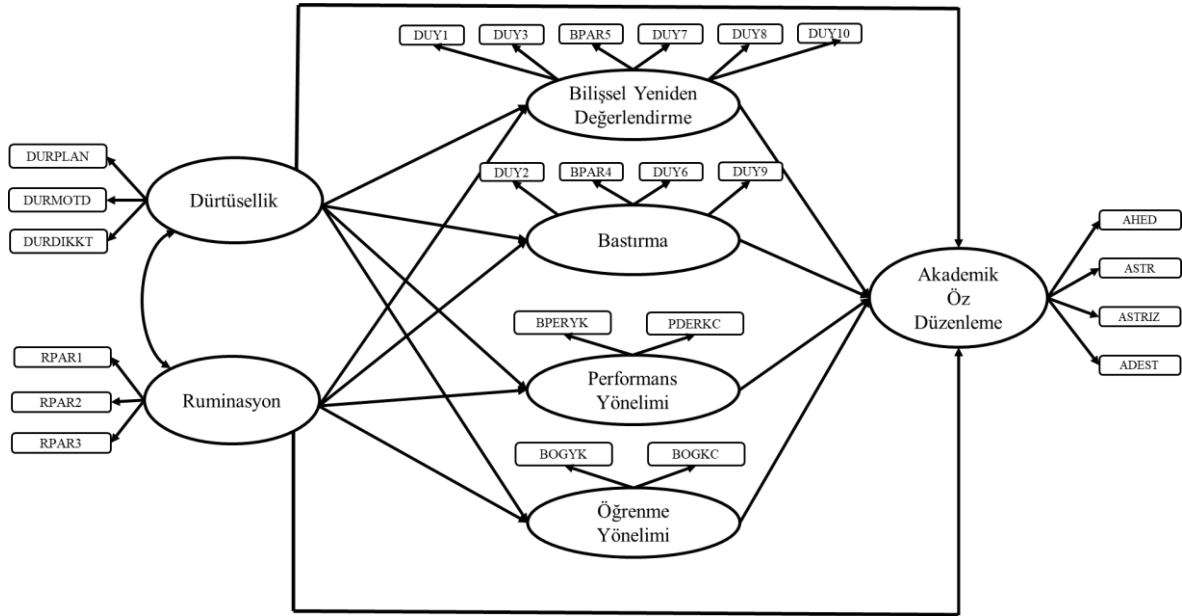 DUY1
DUY3
BPAR5
DUY7
DUY8
DUY10
Bilişsel Yeniden
Değerlendirme
DURPLAN
DURMOTD
DURDIKKT
Dürtüsellik
DUY2
BPAR4
DUY6
DUY9
Bastırma
AHED
ASTR
ASTRIZ
ADEST
Akademik
Öz
Düzenleme
BPERYK
PDERKC
Performans
Yönelimi
RPAR1
RPAR2
RPAR3
Ruminasyon
BOGYK
BOGKC
Öğrenme
Yönelimi